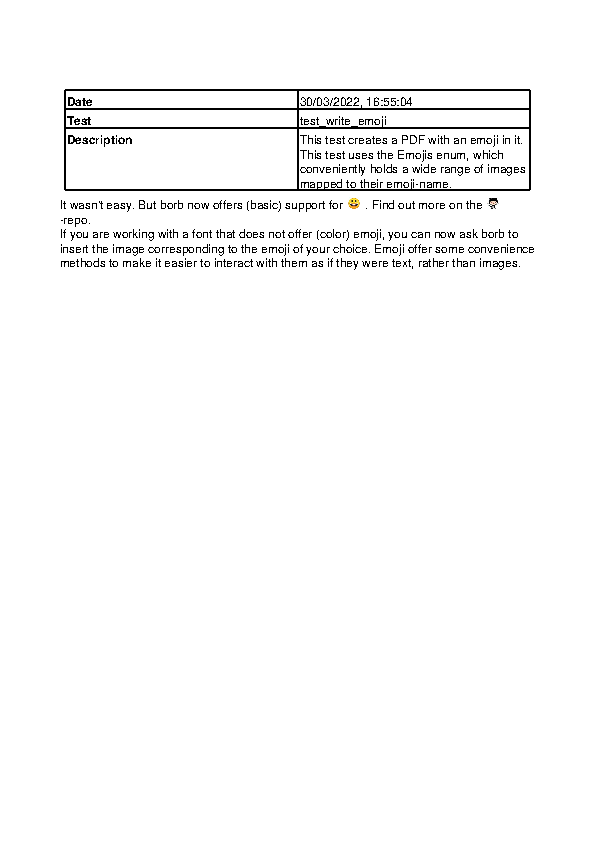 Date 30/03/2022, 16:55:04
Test test_write_emoji
Description This test creates a PDF with an emoji in it.
This test uses the Emojis enum, which
conveniently holds a wide range of images
mapped to their emoji-name.
It wasn't easy. But borb now offers (basic) support for 😀 . Find out more on the
-repo.
If you are working with a font that does not offer (color) emoji, you can now ask borb to
insert the image corresponding to the emoji of your choice. Emoji offer some convenience
methods to make it easier to interact with them as if they were text, rather than images.